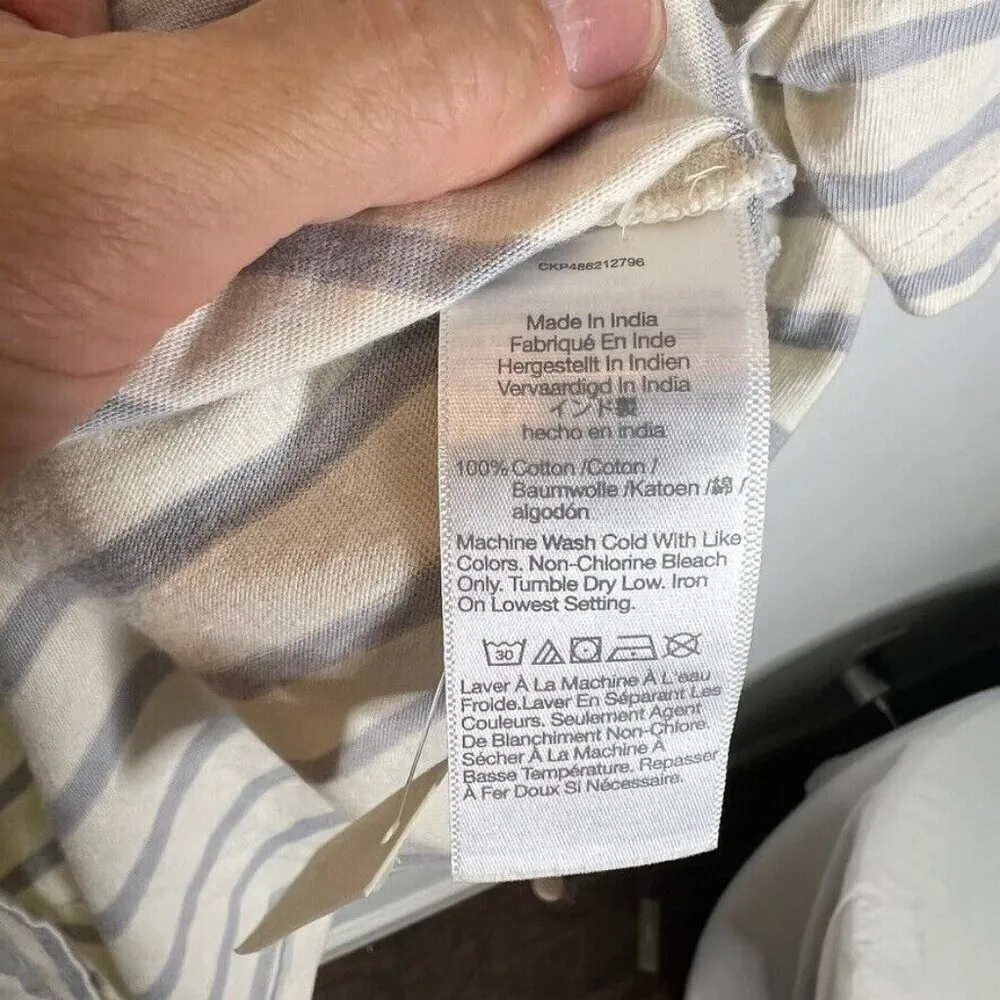 CKP486212796
Made In India
Fabriqué En Inde
Hergestellt In Indien
Vervaardigd In India
インド製
hecho en india
100% Cotton /Coton /
Baumwolle /Katoen /綿 /
algodón
Machine Wash Cold With Like
Colors. Non-Chlorine Bleach
Only. Tumble Dry Low. Iron
On Lowest Setting.
30
Laver À La Machine À L'eau
Froide.Laver En Séparant Les
Couleurs. Seulement Agent
De Blanchiment Non-Chlore.
Sécher À La Machine À
Basse Température. Repasser
À Fer Doux Si Nécessaire.